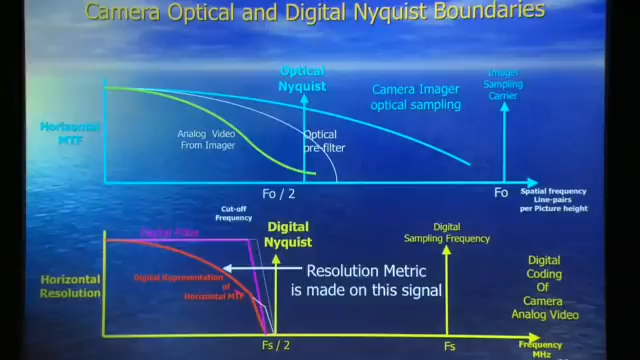 Camera Optical and Digital Nyquist Boundaries
Optical
Nyquist
Camera Imager
optical sampling
Imager
Sampling
Carrier
Horizontal
MTF
Analog Video
From Imager
Optical
pre filter
Fo / 2
Fo
Spatial frequency
Line-pairs
per Picture height
Cut-off
Frequency
Digital Filter
Digital
Nyquist
Digital
Sampling Frequency
Horizontal
Resolution
Digital Representation
of
Horizontal MTF
Resolution Metric
is made on this signal
Digital
Coding
Of
Camera
Analog Video
Fs / 2
Fs
Frequency
MHz